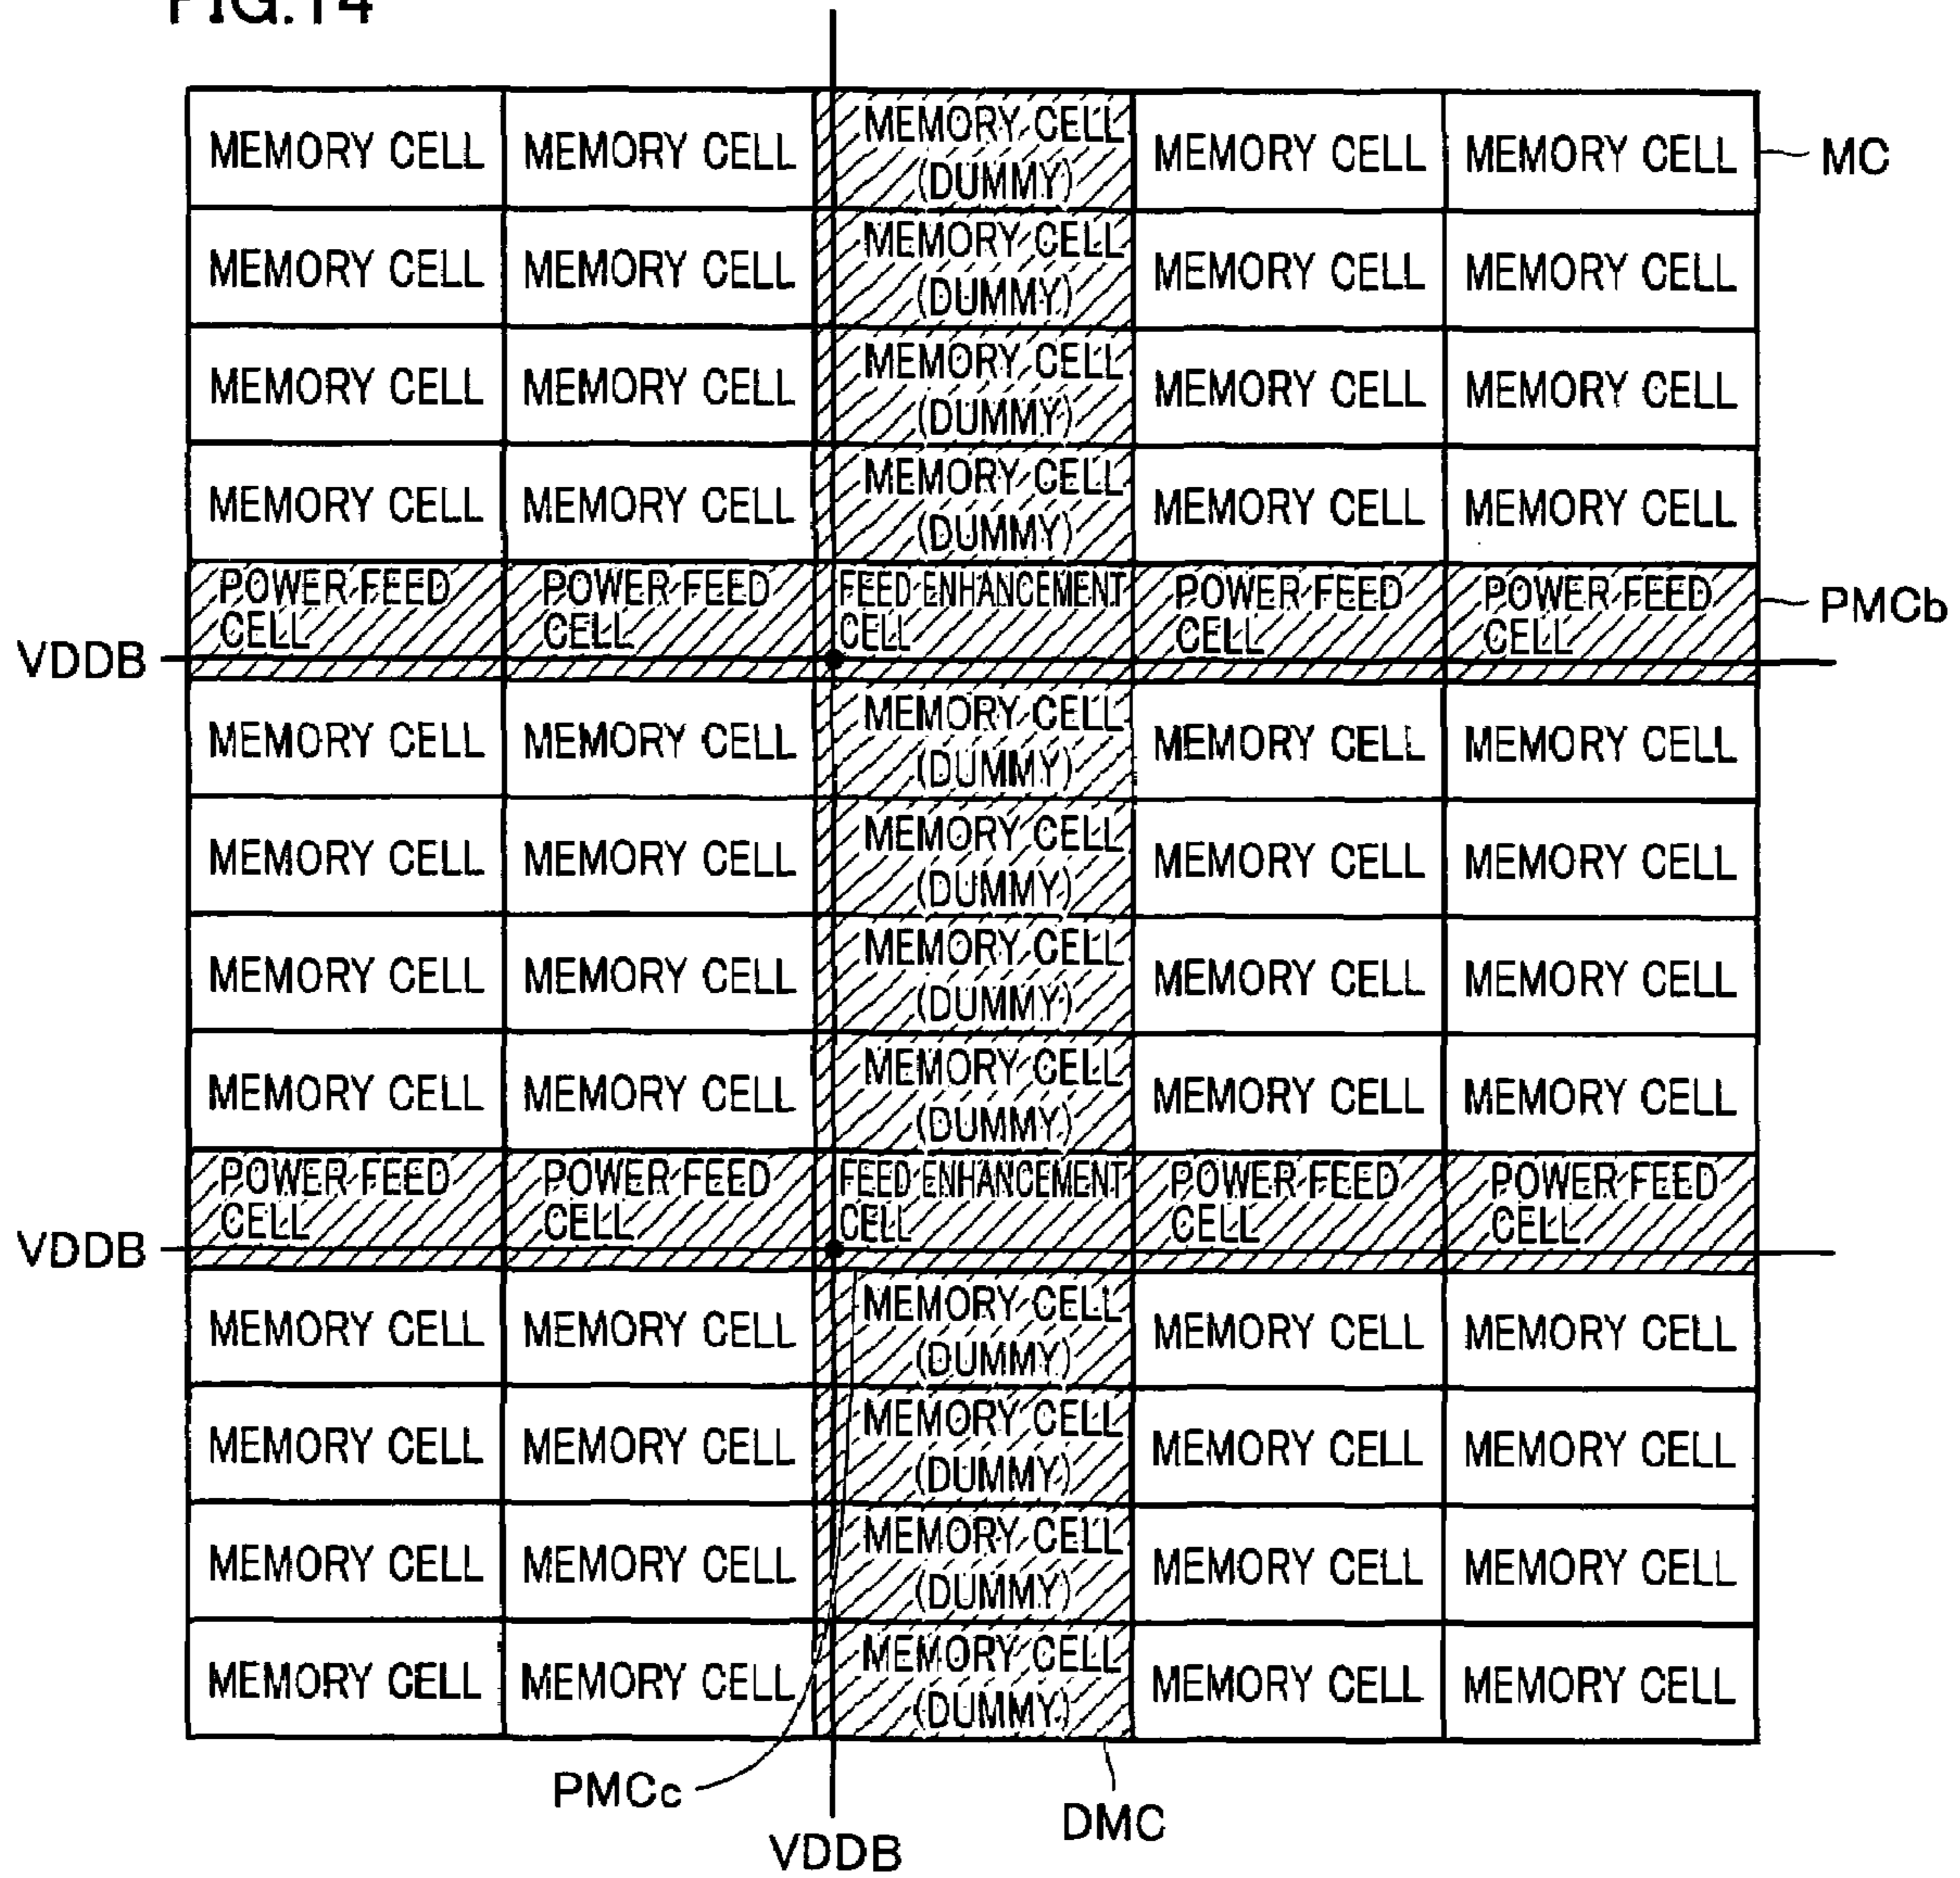 FIG.14
MEMORY CELL MEMORY CELL MEMORY CELL (DUMMY) MEMORY CELL MEMORY CELL MC
MEMORY CELL MEMORY CELL MEMORY CELL (DUMMY) MEMORY CELL MEMORY CELL
MEMORY CELL MEMORY CELL MEMORY CELL (DUMMY) MEMORY CELL MEMORY CELL
MEMORY CELL MEMORY CELL MEMORY CELL (DUMMY) MEMORY CELL MEMORY CELL
POWER FEED CELL POWER FEED CELL FEED ENHANCEMENT CELL POWER FEED CELL POWER FEED CELL PMCb
VDDB
MEMORY CELL MEMORY CELL MEMORY CELL (DUMMY) MEMORY CELL MEMORY CELL
MEMORY CELL MEMORY CELL MEMORY CELL (DUMMY) MEMORY CELL MEMORY CELL
MEMORY CELL MEMORY CELL MEMORY CELL (DUMMY) MEMORY CELL MEMORY CELL
MEMORY CELL MEMORY CELL MEMORY CELL (DUMMY) MEMORY CELL MEMORY CELL
POWER FEED CELL POWER FEED CELL FEED ENHANCEMENT CELL POWER FEED CELL POWER FEED CELL
VDDB
MEMORY CELL MEMORY CELL MEMORY CELL (DUMMY) MEMORY CELL MEMORY CELL
MEMORY CELL MEMORY CELL MEMORY CELL (DUMMY) MEMORY CELL MEMORY CELL
MEMORY CELL MEMORY CELL MEMORY CELL (DUMMY) MEMORY CELL MEMORY CELL
MEMORY CELL MEMORY CELL MEMORY CELL (DUMMY) MEMORY CELL MEMORY CELL
PMCc
DMC
VDDB